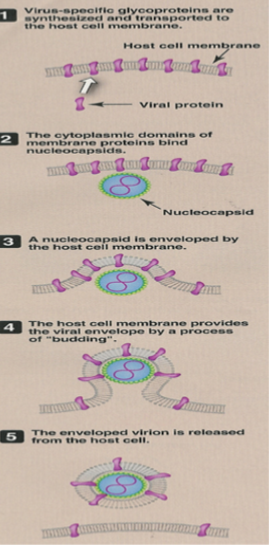 1 Virus-specific glycoproteins are
synthesized and transported to
the host cell membrane.
Host cell membrane
Viral protein
2 The cytoplasmic domains of
membrane proteins bind
nucleocapsids.
Nucleocapsid
3 A nucleocapsid is enveloped by
the host cell membrane.
4 The host cell membrane provides
the viral envelope by a process
of "budding".
5 The enveloped virion is released
from the host cell.